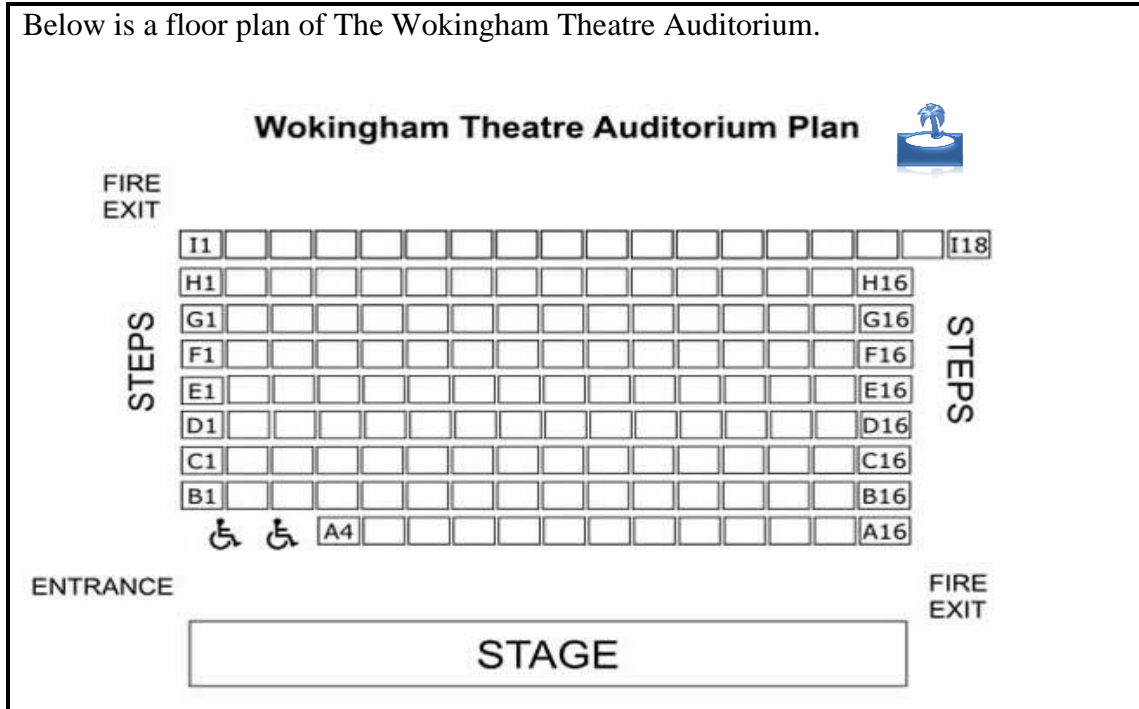 Below is a floor plan of The Wokingham Theatre Auditorium.
Wokingham Theatre Auditorium Plan
FIRE
EXIT
I1 I18
H1 H16
STEPS
G1 G16
F1 F16
E1 E16
D1 D16
STEPS
C1 C16
B1 B16
A4 A16
ENTRANCE
FIRE
EXIT
STAGE